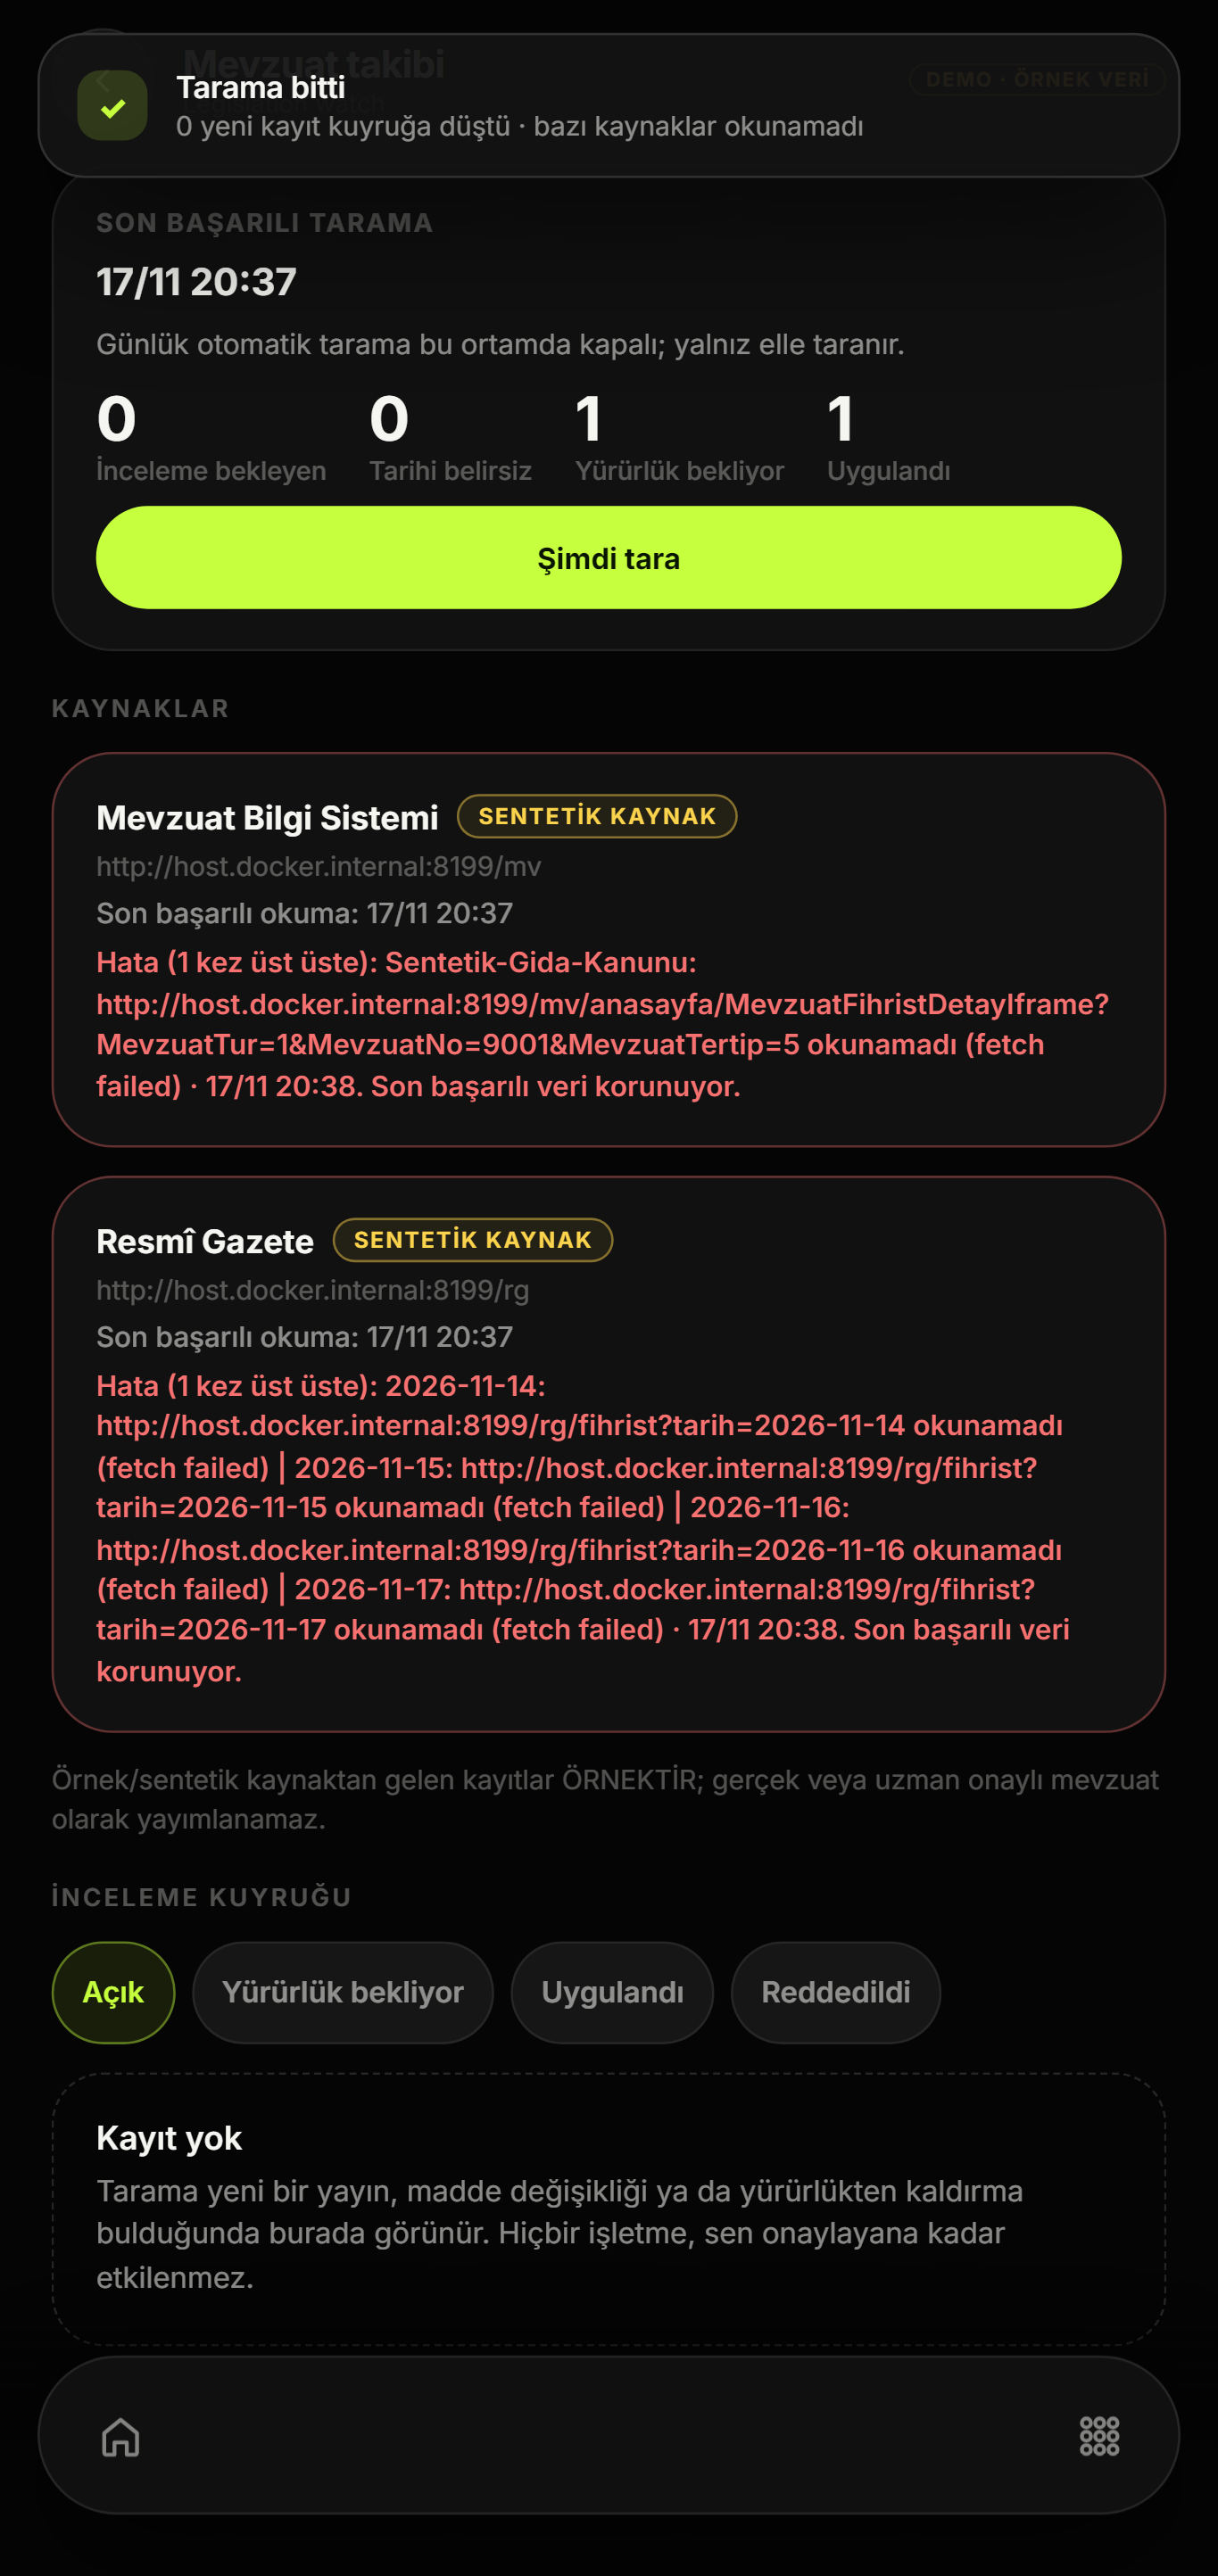 Mevzuat takibi
DEMO · ÖRNEK VERİ
Tarama bitti
0 yeni kayıt kuyruğa düştü · bazı kaynaklar okunamadı
SON BAŞARILI TARAMA
17/11 20:37
Günlük otomatik tarama bu ortamda kapalı; yalnız elle taranır.
0 0 1 1
İnceleme bekleyen Tarihi belirsiz Yürürlük bekliyor Uygulandı
Şimdi tara
KAYNAKLAR
Mevzuat Bilgi Sistemi SENTETİK KAYNAK
http://host.docker.internal:8199/mv
Son başarılı okuma: 17/11 20:37
Hata (1 kez üst üste): Sentetik-Gida-Kanunu:
http://host.docker.internal:8199/mv/anasayfa/MevzuatFihristDetayIframe?
MevzuatTur=1&MevzuatNo=9001&MevzuatTertip=5 okunamadı (fetch
failed) · 17/11 20:38. Son başarılı veri korunuyor.
Resmî Gazete SENTETİK KAYNAK
http://host.docker.internal:8199/rg
Son başarılı okuma: 17/11 20:37
Hata (1 kez üst üste): 2026-11-14:
http://host.docker.internal:8199/rg/fihrist?tarih=2026-11-14 okunamadı
(fetch failed) | 2026-11-15: http://host.docker.internal:8199/rg/fihrist?
tarih=2026-11-15 okunamadı (fetch failed) | 2026-11-16:
http://host.docker.internal:8199/rg/fihrist?tarih=2026-11-16 okunamadı
(fetch failed) | 2026-11-17: http://host.docker.internal:8199/rg/fihrist?
tarih=2026-11-17 okunamadı (fetch failed) · 17/11 20:38. Son başarılı veri
korunuyor.
Örnek/sentetik kaynaktan gelen kayıtlar ÖRNEKTİR; gerçek veya uzman onaylı mevzuat
olarak yayımlanamaz.
İNCELEME KUYRUĞU
Açık Yürürlük bekliyor Uygulandı Reddedildi
Kayıt yok
Tarama yeni bir yayın, madde değişikliği ya da yürürlükten kaldırma
bulduğunda burada görünür. Hiçbir işletme, sen onaylayana kadar
etkilenmez.